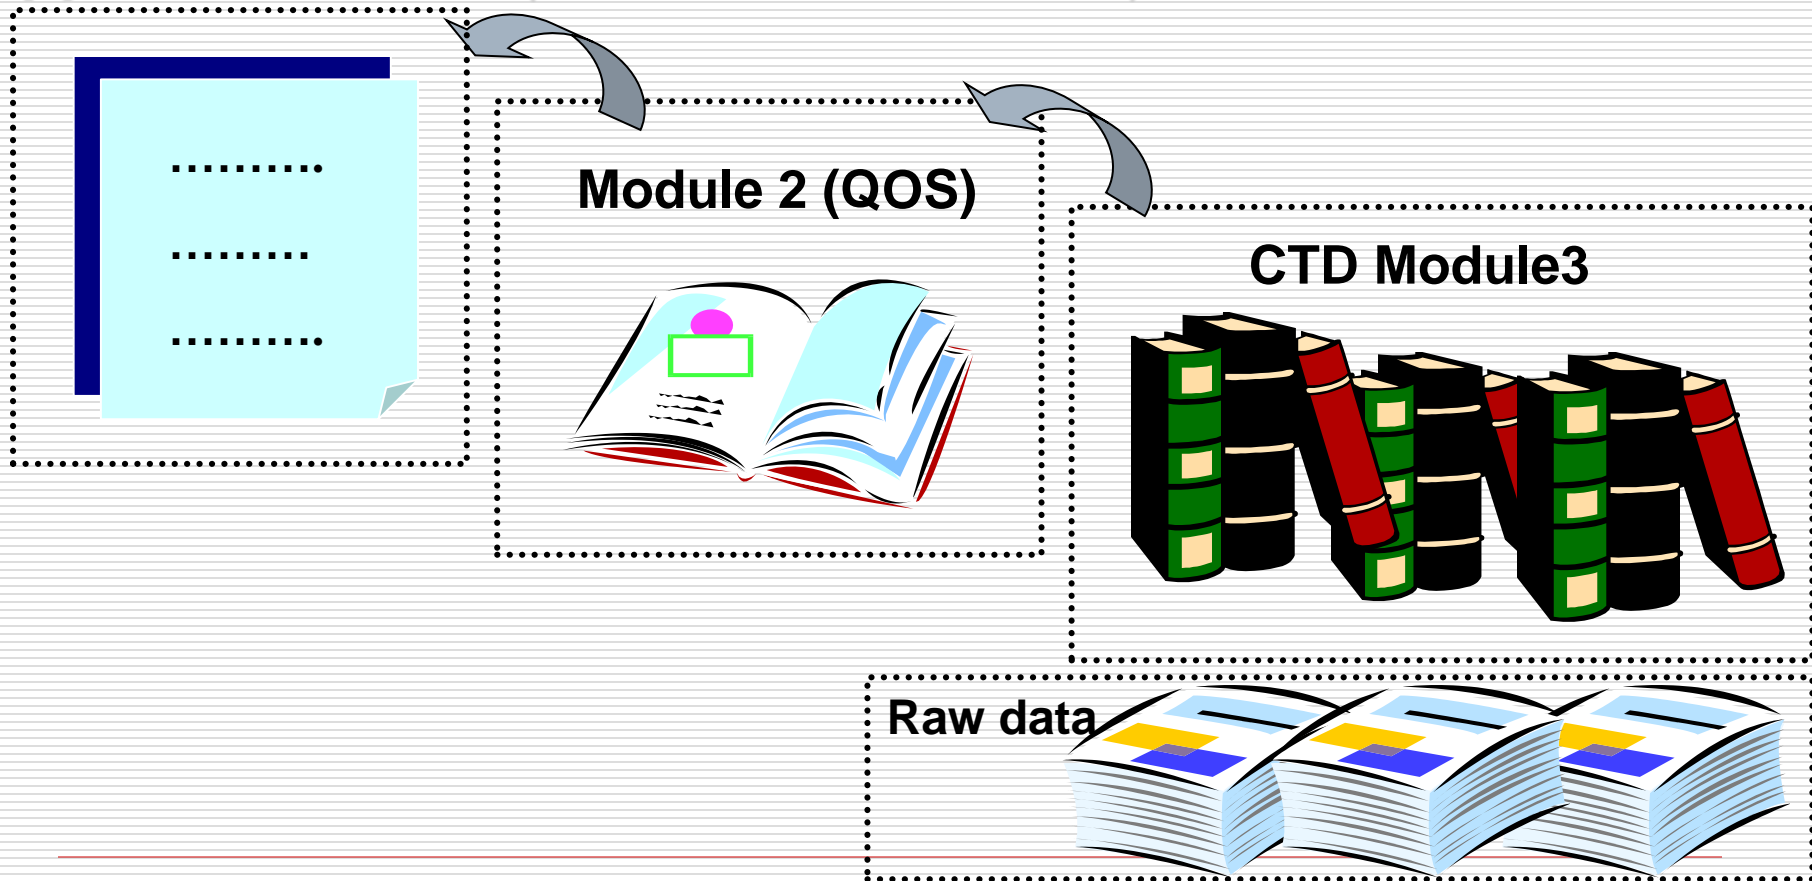 ……….
………
……….
Module 2 (QOS)
CTD Module3
Raw data